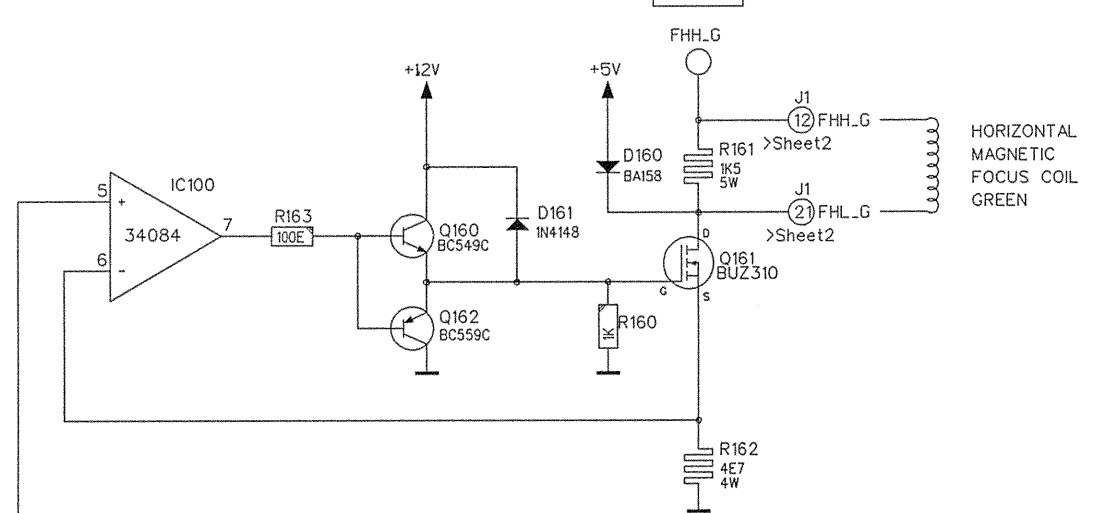 FHH_G
+12V
+5V
J1
12 FHH_G
>Sheet2
HORIZONTAL
MAGNETIC
FOCUS COIL
GREEN
D160
BA158
R161
1K5
5W
5
+
IC100
34084
7
6
-
R163
100E
Q160
BC549C
D161
1N4148
J1
21 FHL_G
>Sheet2
D
Q161
BUZ310
G
S
Q162
BC559C
R160
1K
R162
4E7
4W